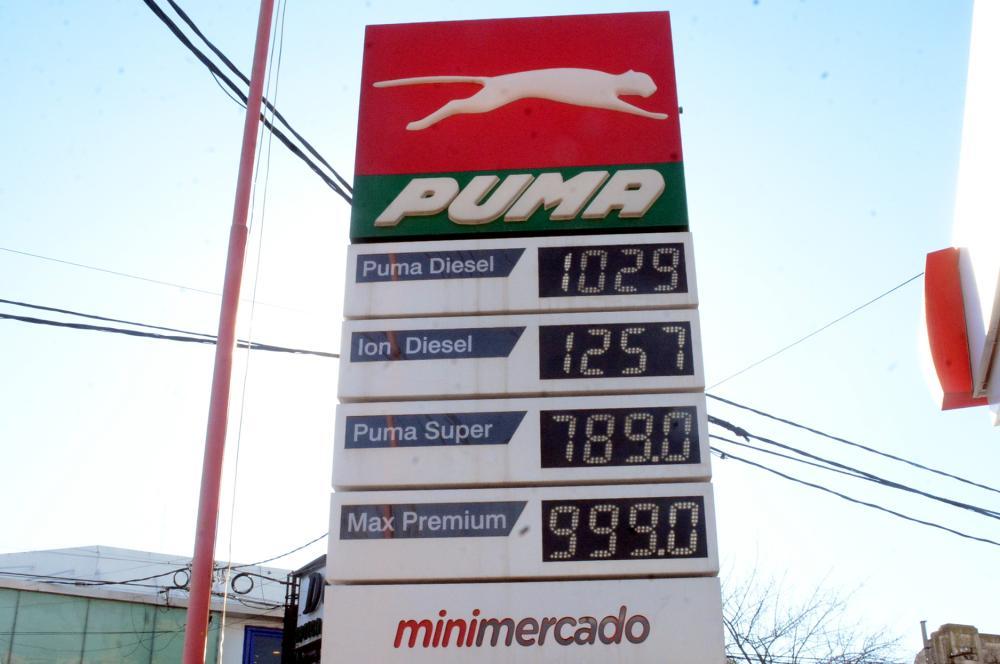 PUMA
Puma Diesel 1029
Ion Diesel 1257
Puma Super 789.0
Max Premium 999.0
minimercado